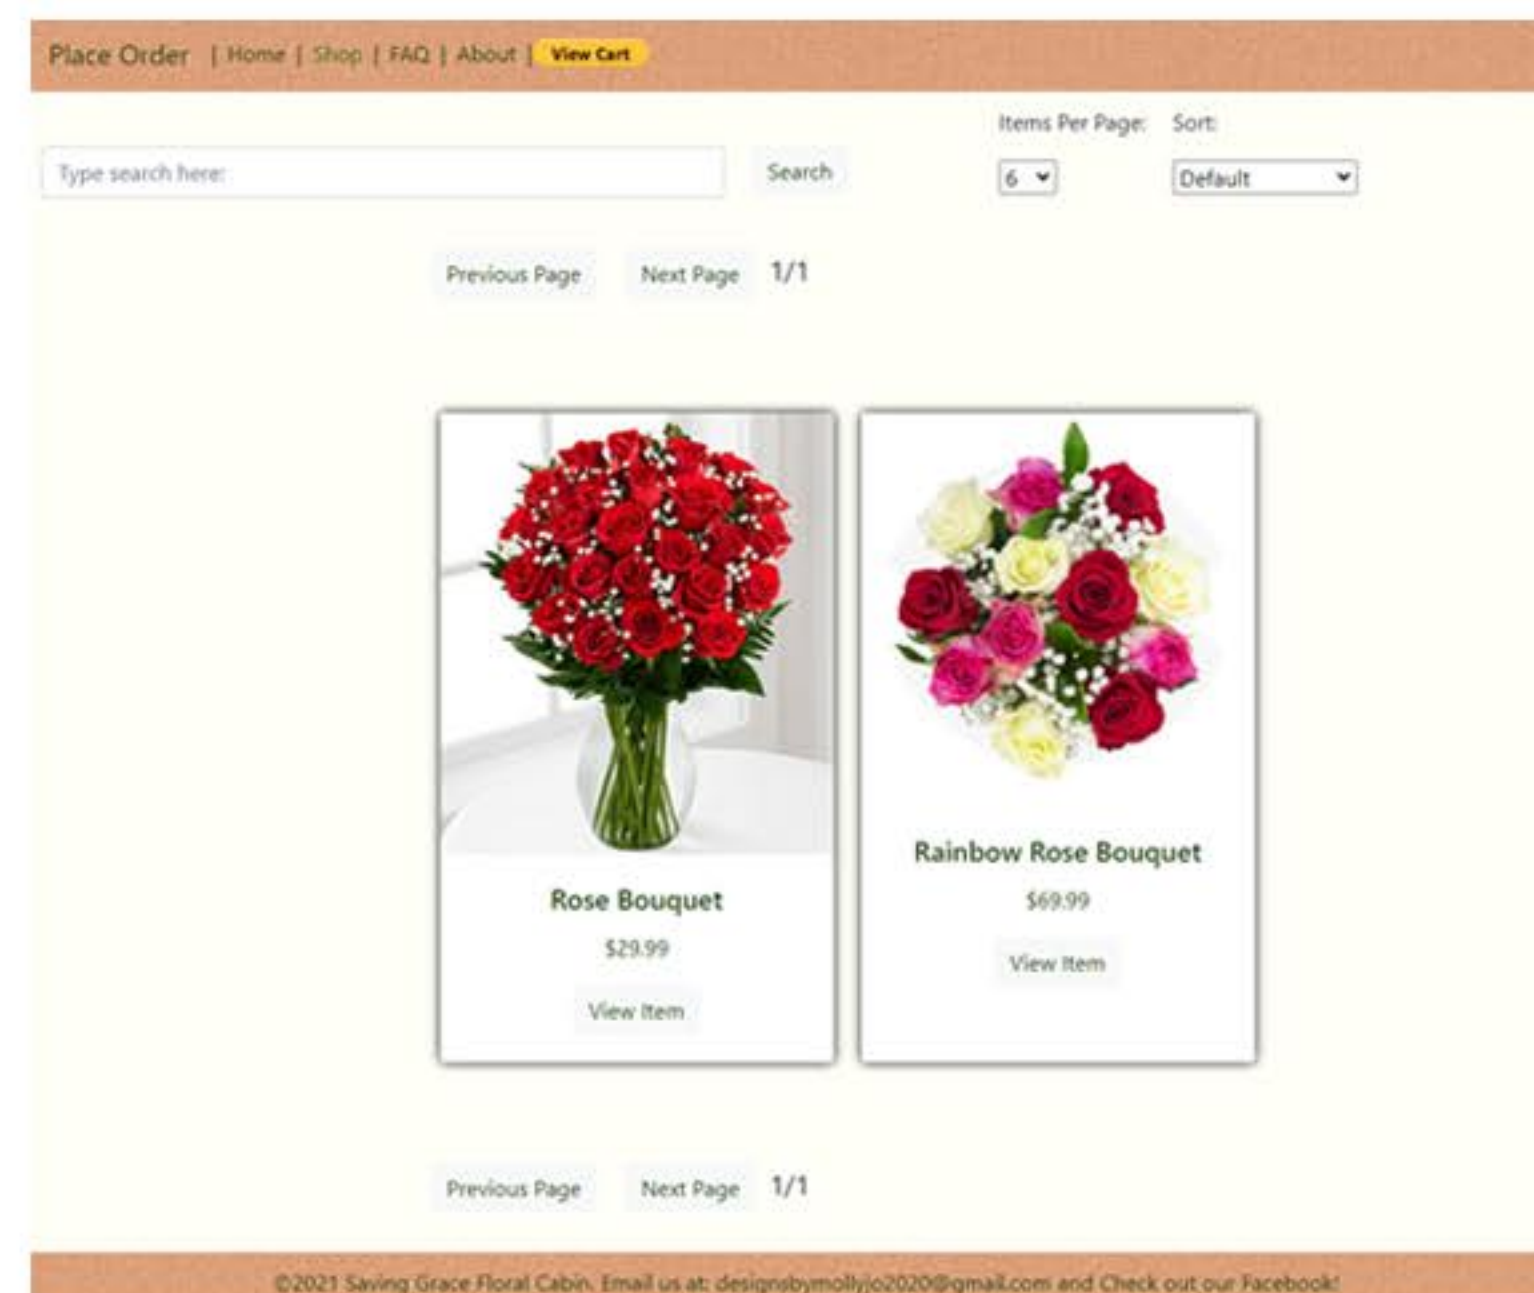 Place Order | Home | Shop | FAQ | About | View Cart
Items Per Page: Sort:
Type search here: Search 6 Default
Previous Page Next Page 1/1
Rose Bouquet
$29.99
View Item
Rainbow Rose Bouquet
$69.99
View Item
Previous Page Next Page 1/1
©2021 Saving Grace Floral Cabin. Email us at: designsbymollyjo2020@gmail.com and Check out our Facebook!